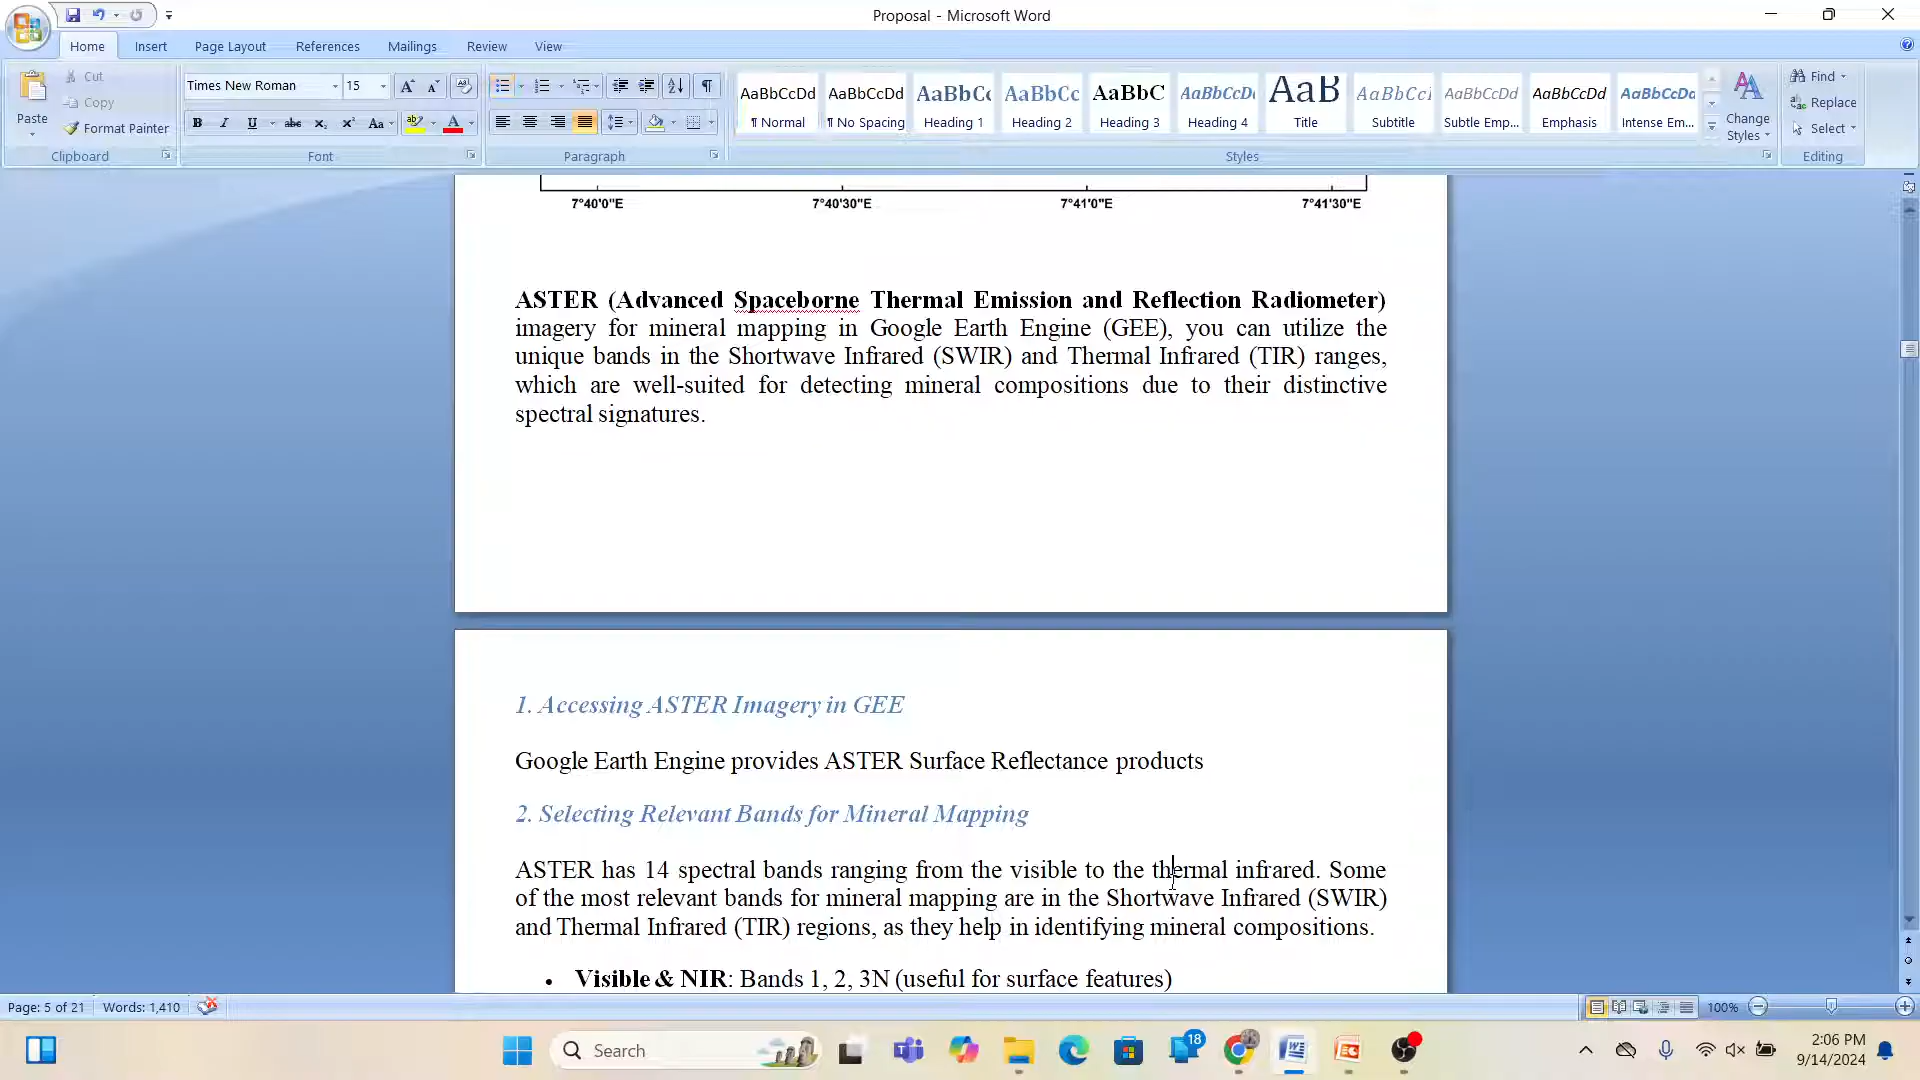 Proposal - Microsoft Word
Home Insert Page Layout References Mailings Review View
Paste
Cut
Copy
Format Painter
Clipboard
Times New Roman 15
Font
Paragraph
AaBbCcDd ¶ Normal
AaBbCcDd ¶ No Spacing
AaBbCc Heading 1
AaBbCc Heading 2
AaBbC Heading 3
AaBbCcDc Heading 4
AaB Title
AaBbCcI Subtitle
AaBbCcDd Subtle Emp...
AaBbCcDd Emphasis
AaBbCcDd Intense Em...
Change Styles
Styles
Find
Replace
Select
Editing
7°40'0"E 7°40'30"E 7°41'0"E 7°41'30"E
ASTER (Advanced Spaceborne Thermal Emission and Reflection Radiometer)
imagery for mineral mapping in Google Earth Engine (GEE), you can utilize the
unique bands in the Shortwave Infrared (SWIR) and Thermal Infrared (TIR) ranges,
which are well-suited for detecting mineral compositions due to their distinctive
spectral signatures.
1. Accessing ASTER Imagery in GEE
Google Earth Engine provides ASTER Surface Reflectance products
2. Selecting Relevant Bands for Mineral Mapping
ASTER has 14 spectral bands ranging from the visible to the thermal infrared. Some
of the most relevant bands for mineral mapping are in the Shortwave Infrared (SWIR)
and Thermal Infrared (TIR) regions, as they help in identifying mineral compositions.
• Visible & NIR: Bands 1, 2, 3N (useful for surface features)
Page: 5 of 21 Words: 1,410 100%
Search 18 2:06 PM
9/14/2024